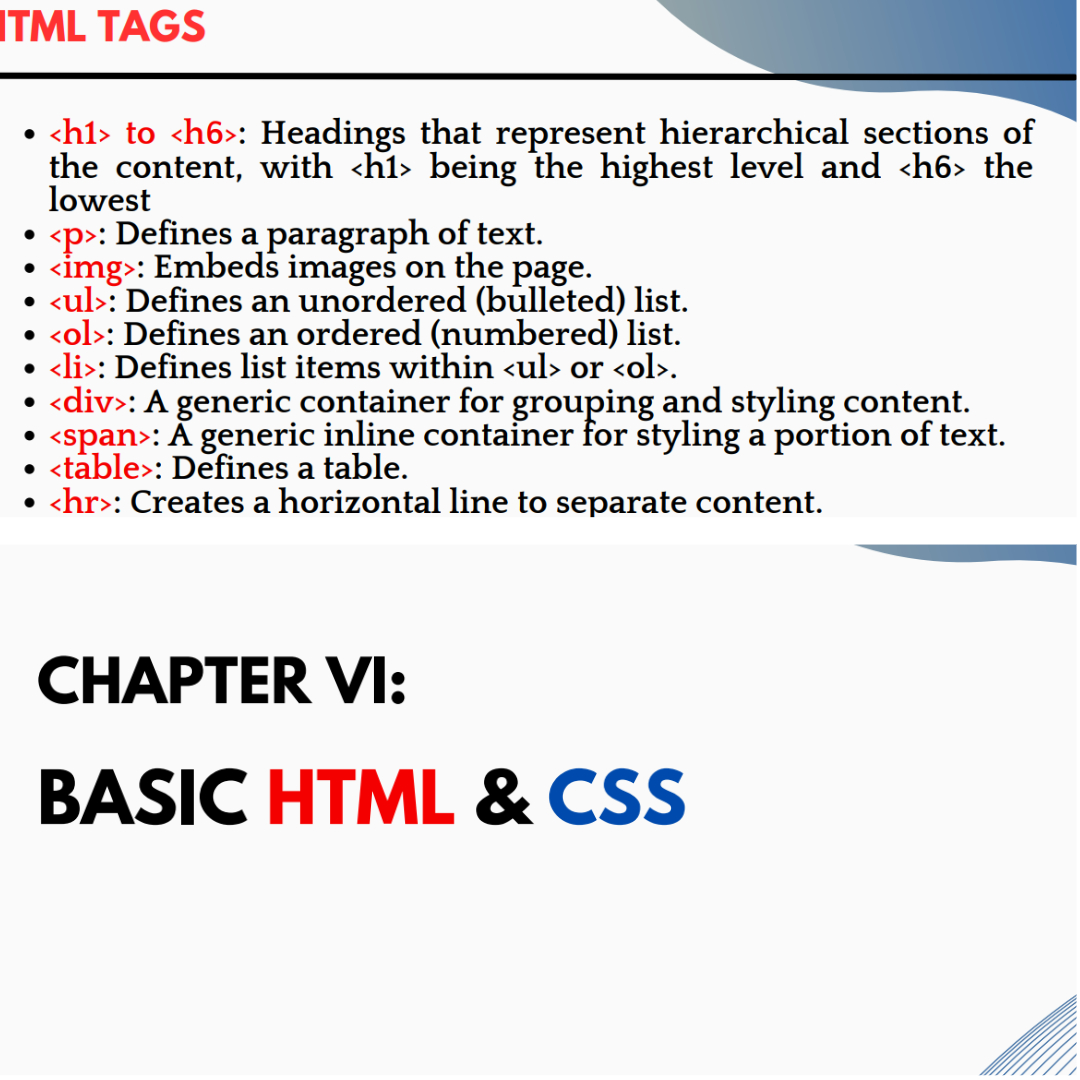 HTML TAGS
• <h1> to <h6>: Headings that represent hierarchical sections of
the content, with <h1> being the highest level and <h6> the
lowest
• <p>: Defines a paragraph of text.
• <img>: Embeds images on the page.
• <ul>: Defines an unordered (bulleted) list.
• <ol>: Defines an ordered (numbered) list.
• <li>: Defines list items within <ul> or <ol>.
• <div>: A generic container for grouping and styling content.
• <span>: A generic inline container for styling a portion of text.
• <table>: Defines a table.
• <hr>: Creates a horizontal line to separate content.
CHAPTER VI:
BASIC HTML & CSS